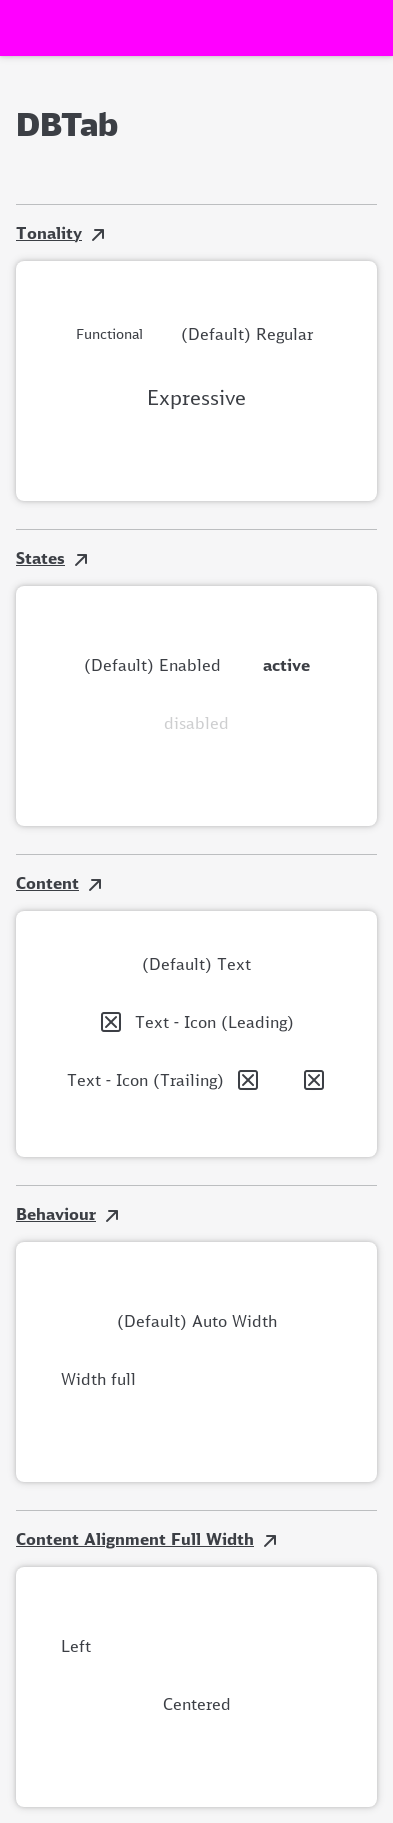 DBTab
Tonality
Functional (Default) Regular
Expressive
States
(Default) Enabled active
disabled
Content
(Default) Text
Text - Icon (Leading)
Text - Icon (Trailing)
Behaviour
(Default) Auto Width
Width full
Content Alignment Full Width
Left
Centered